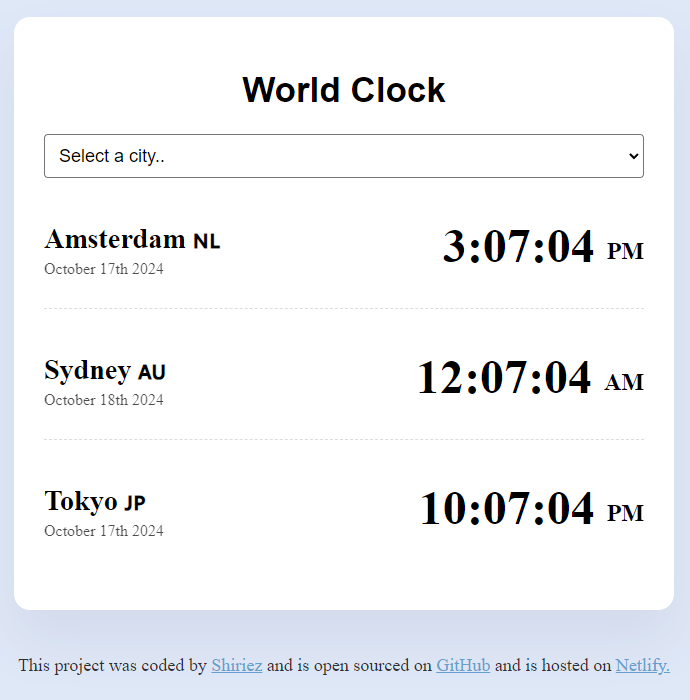 World Clock
Select a city..
Amsterdam NL
3:07:04 PM
October 17th 2024
Sydney AU
12:07:04 AM
October 18th 2024
Tokyo JP
10:07:04 PM
October 17th 2024
This project was coded by Shiriez and is open sourced on GitHub and is hosted on Netlify.